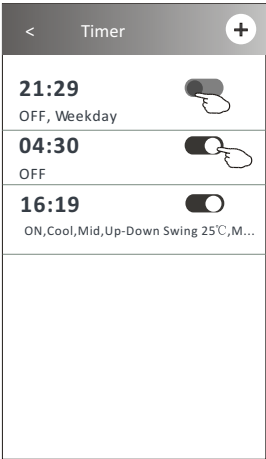 < Timer +
21:29
OFF, Weekday
04:30
OFF
16:19
ON,Cool,Mid,Up-Down Swing 25℃,M...